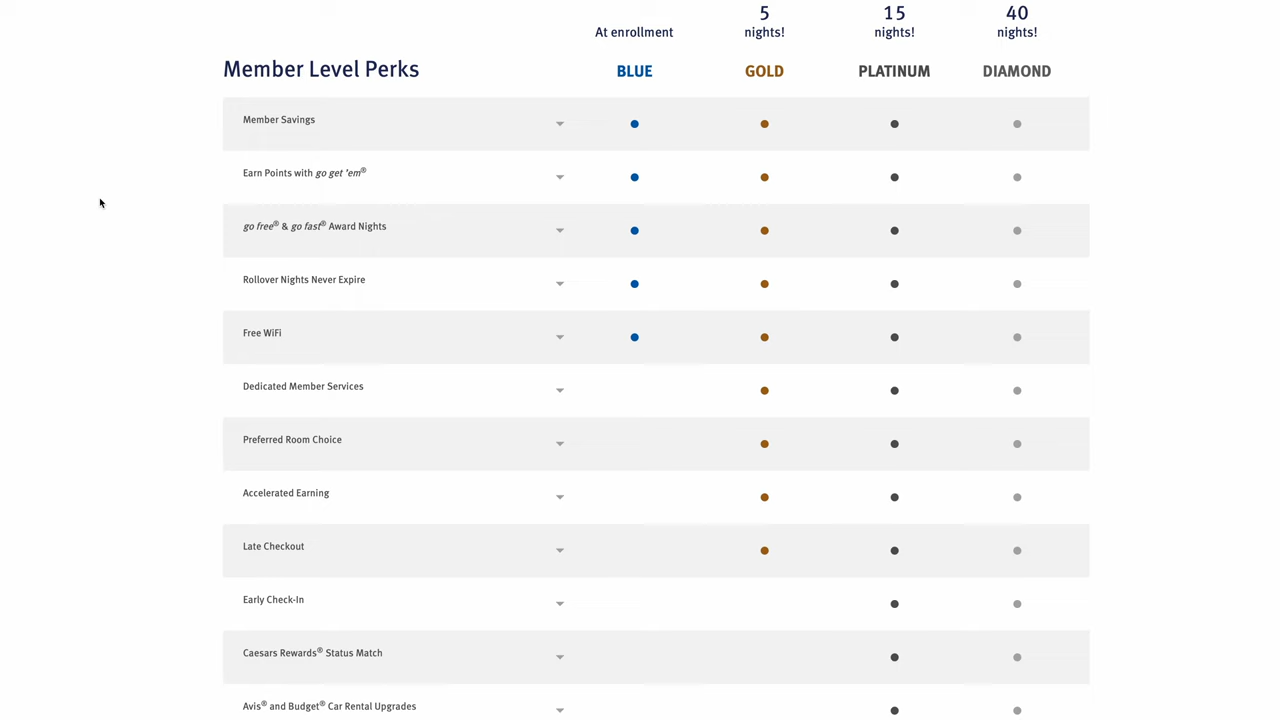 5
15
40
At enrollment
nights!
nights!
nights!
Member Level Perks
BLUE
GOLD
PLATINUM
DIAMOND
Member Savings
Earn Points with go get 'em®
go free® & go fast® Award Nights
Rollover Nights Never Expire
Free WiFi
Dedicated Member Services
Preferred Room Choice
Accelerated Earning
Late Checkout
Early Check-In
Caesars Rewards® Status Match
Avis® and Budget® Car Rental Upgrades